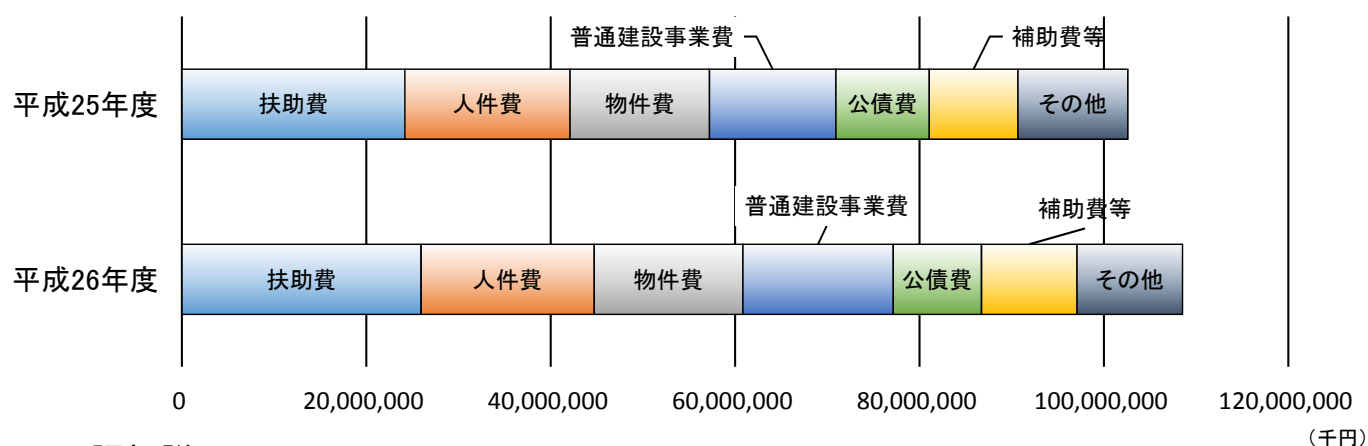 普通建設事業費
補助費等
平成25年度
扶助費
人件費
物件費
公債費
その他
普通建設事業費
補助費等
平成26年度
扶助費
人件費
物件費
公債費
その他
0
20,000,000
40,000,000
60,000,000
80,000,000
100,000,000
120,000,000
(千円)